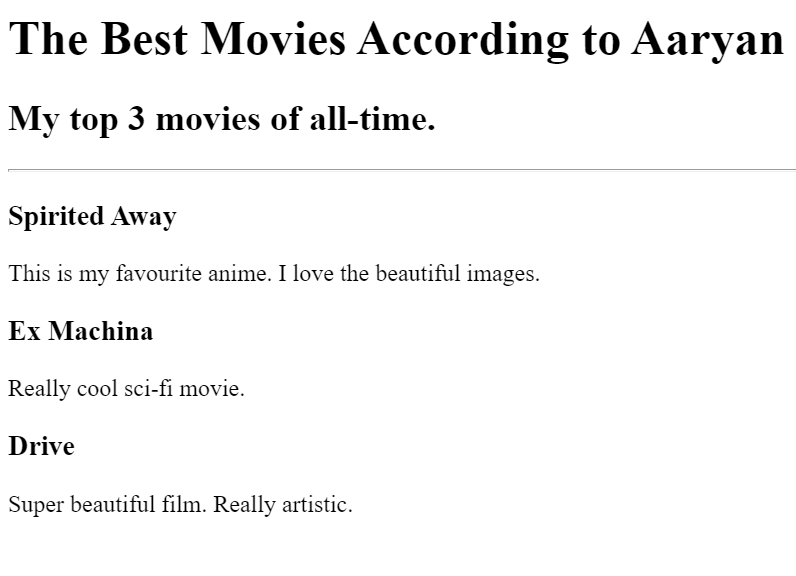 The Best Movies According to Aaryan
My top 3 movies of all-time.
Spirited Away
This is my favourite anime. I love the beautiful images.
Ex Machina
Really cool sci-fi movie.
Drive
Super beautiful film. Really artistic.